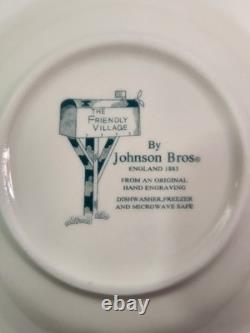 THE
FRIENDLY
VILLAGE
By
Johnson Bros®
ENGLAND 1883
FROM AN ORIGINAL
HAND ENGRAVING
DISHWASHER, FREEZER
AND MICROWAVE SAFE